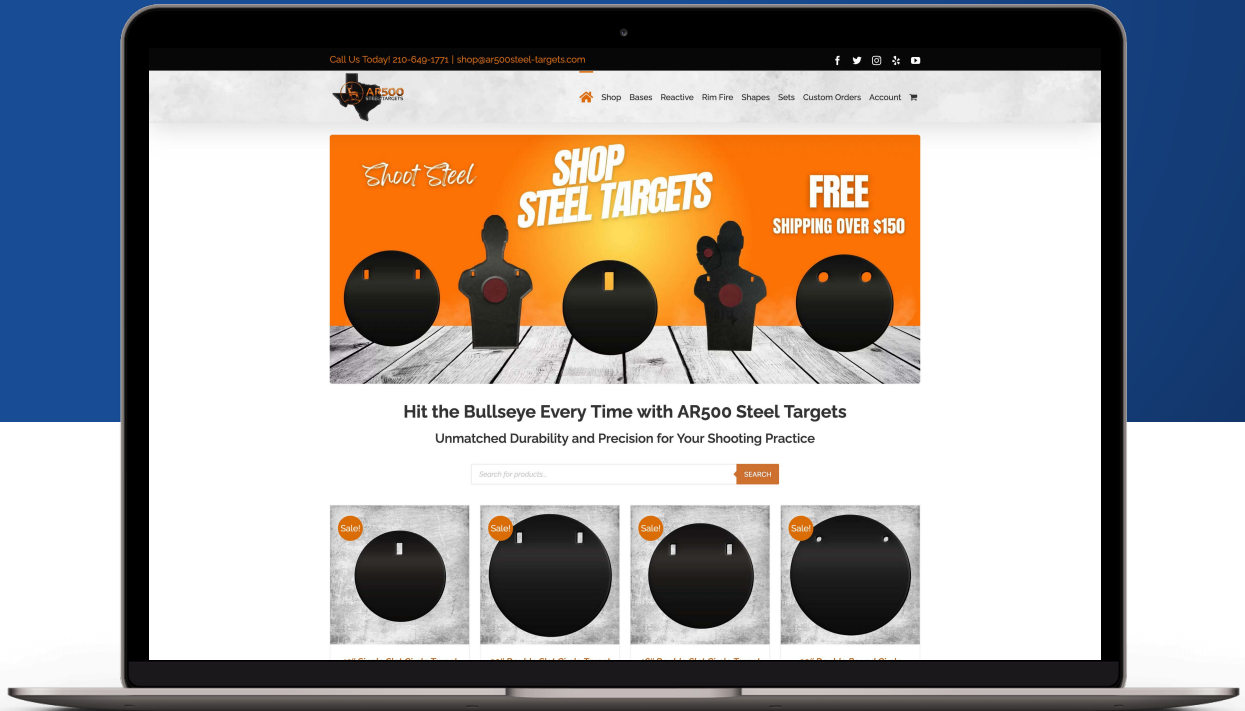 Call Us Today! 210-649-1771 | shop@ar500steel-targets.com
AR500
STEEL TARGETS
Shop Bases Reactive Rim Fire Shapes Sets Custom Orders Account
Shoot Steel
SHOP
STEEL TARGETS
FREE
SHIPPING OVER $150
Hit the Bullseye Every Time with AR500 Steel Targets
Unmatched Durability and Precision for Your Shooting Practice
Search for products...
SEARCH
Sale! Sale! Sale! Sale!